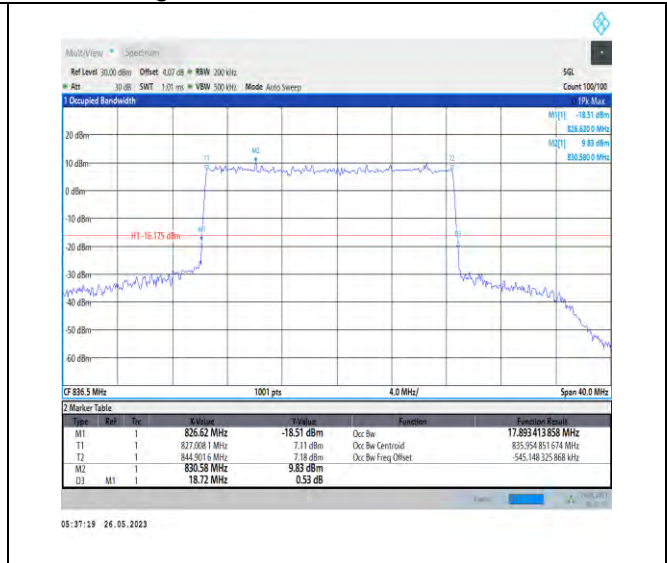 MultiView Spectrum
Ref Level 30.00 dBm Offset 4.07 dB RBW 200 kHz SGL
Att 30 dB SWT 1.01 ms VBW 500 kHz Mode Auto Sweep Count 100/100
1 Occupied Bandwidth 1Pk Max
M1[1] -18.51 dBm
826.620 0 MHz
M2[1] 9.83 dBm
830.580 0 MHz
20 dBm
10 dBm
0 dBm
-10 dBm
-20 dBm
-30 dBm
-40 dBm
-50 dBm
-60 dBm
T1
M2
T2
M1
H1 -16.175 dBm
D3
CF 836.5 MHz 1001 pts 4.0 MHz/ Span 40.0 MHz
2 Marker Table
Type Ref Trc X-Value Y-Value Function Function Result
M1 1 826.62 MHz -18.51 dBm Occ Bw 17.893 413 858 MHz
T1 1 827.008 1 MHz 7.11 dBm Occ Bw Centroid 835.954 851 674 MHz
T2 1 844.901 6 MHz 7.18 dBm Occ Bw Freq Offset -545.148 325 868 kHz
M2 1 830.58 MHz 9.83 dBm
D3 M1 1 18.72 MHz 0.53 dB
05:37:19 26.05.2023